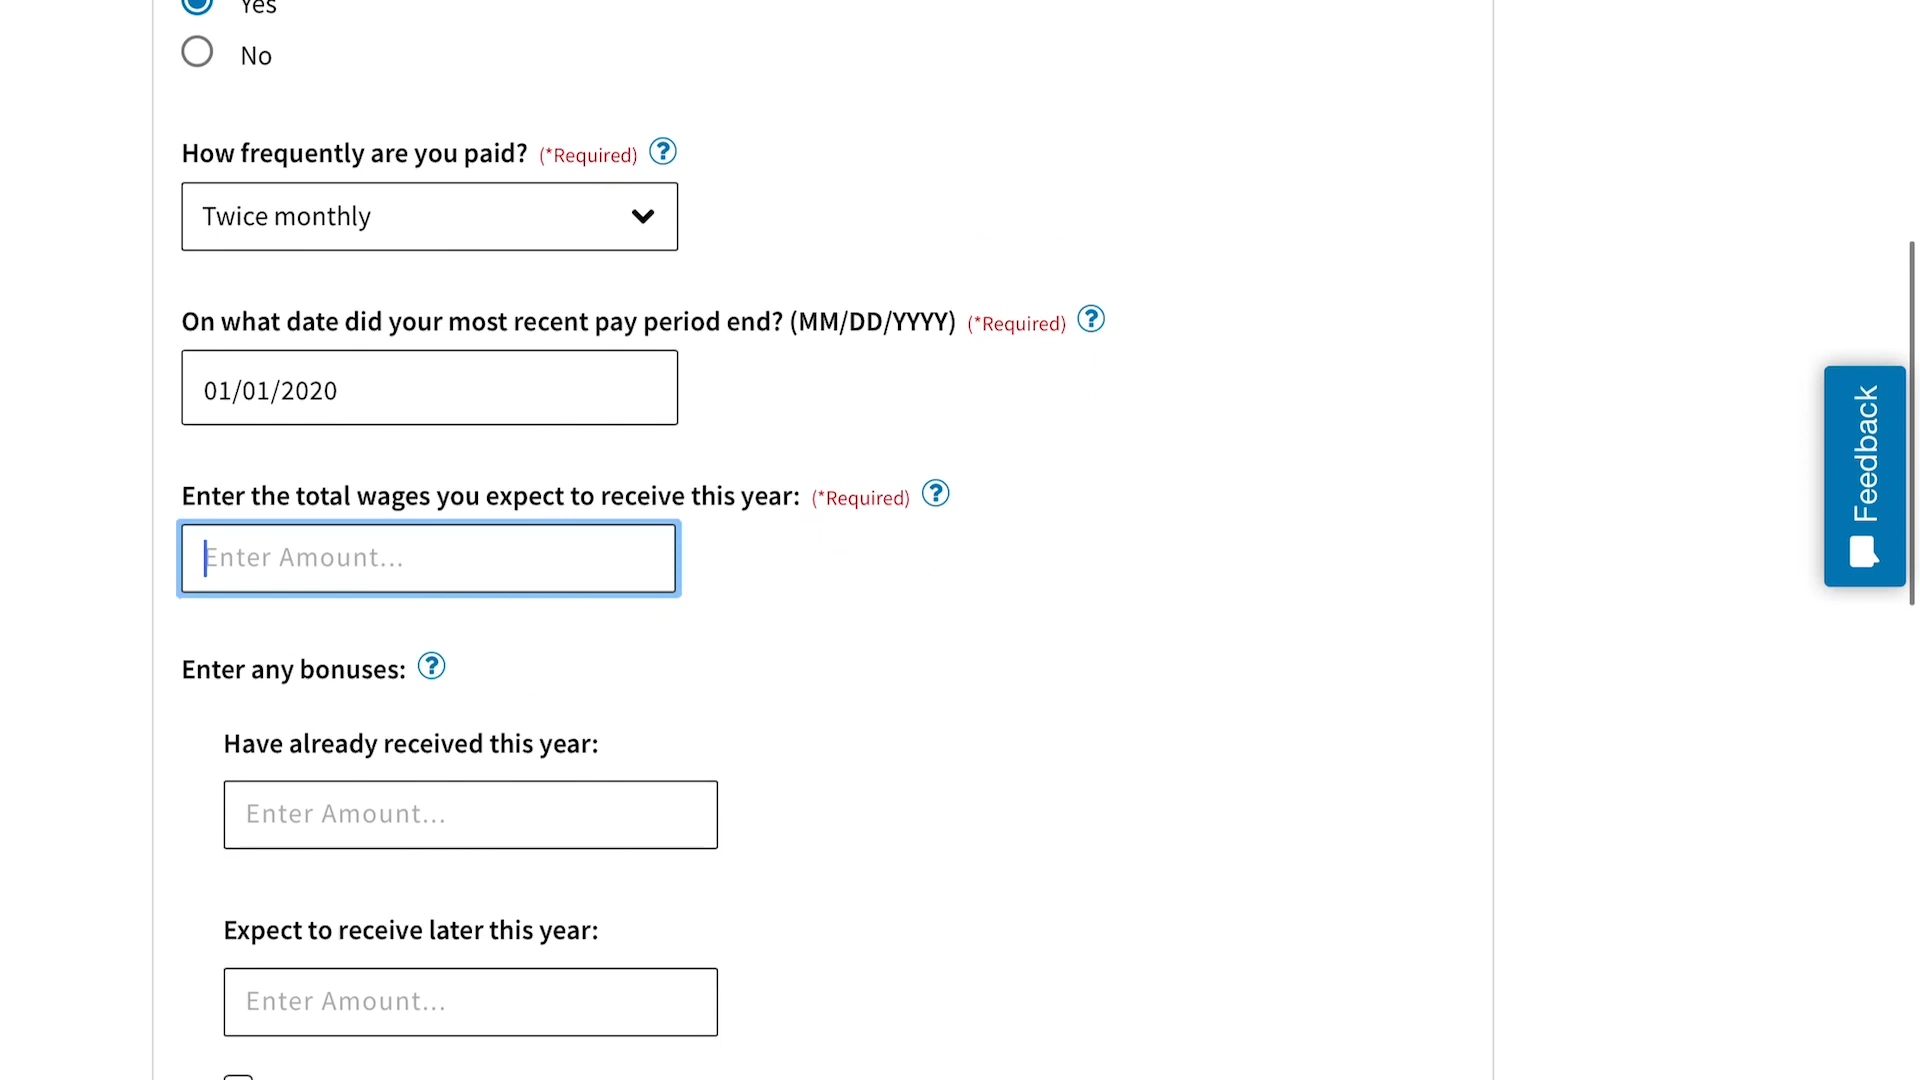 Yes
No
How frequently are you paid? (*Required) ?
Twice monthly
On what date did your most recent pay period end? (MM/DD/YYYY) (*Required) ?
01/01/2020
Enter the total wages you expect to receive this year: (*Required) ?
Enter Amount...
Enter any bonuses: ?
Have already received this year:
Enter Amount...
Expect to receive later this year:
Enter Amount...
Feedback